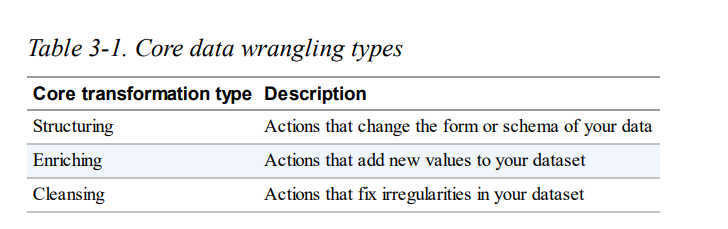 Table 3-1. Core data wrangling types
Core transformation type Description
Structuring Actions that change the form or schema of your data
Enriching Actions that add new values to your dataset
Cleansing Actions that fix irregularities in your dataset